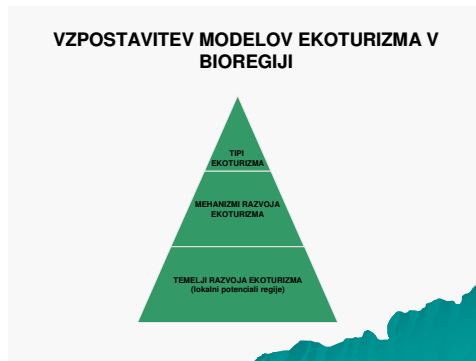 VZPOSTAVITEV MODELOV EKOTURIZMA V
BIOREGIJI
TIPI
EKOTURIZMA
MEHANIZMI RAZVOJA
EKOTURIZMA
TEMELJI RAZVOJA EKOTURIZMA
(lokalni potenciali regije)